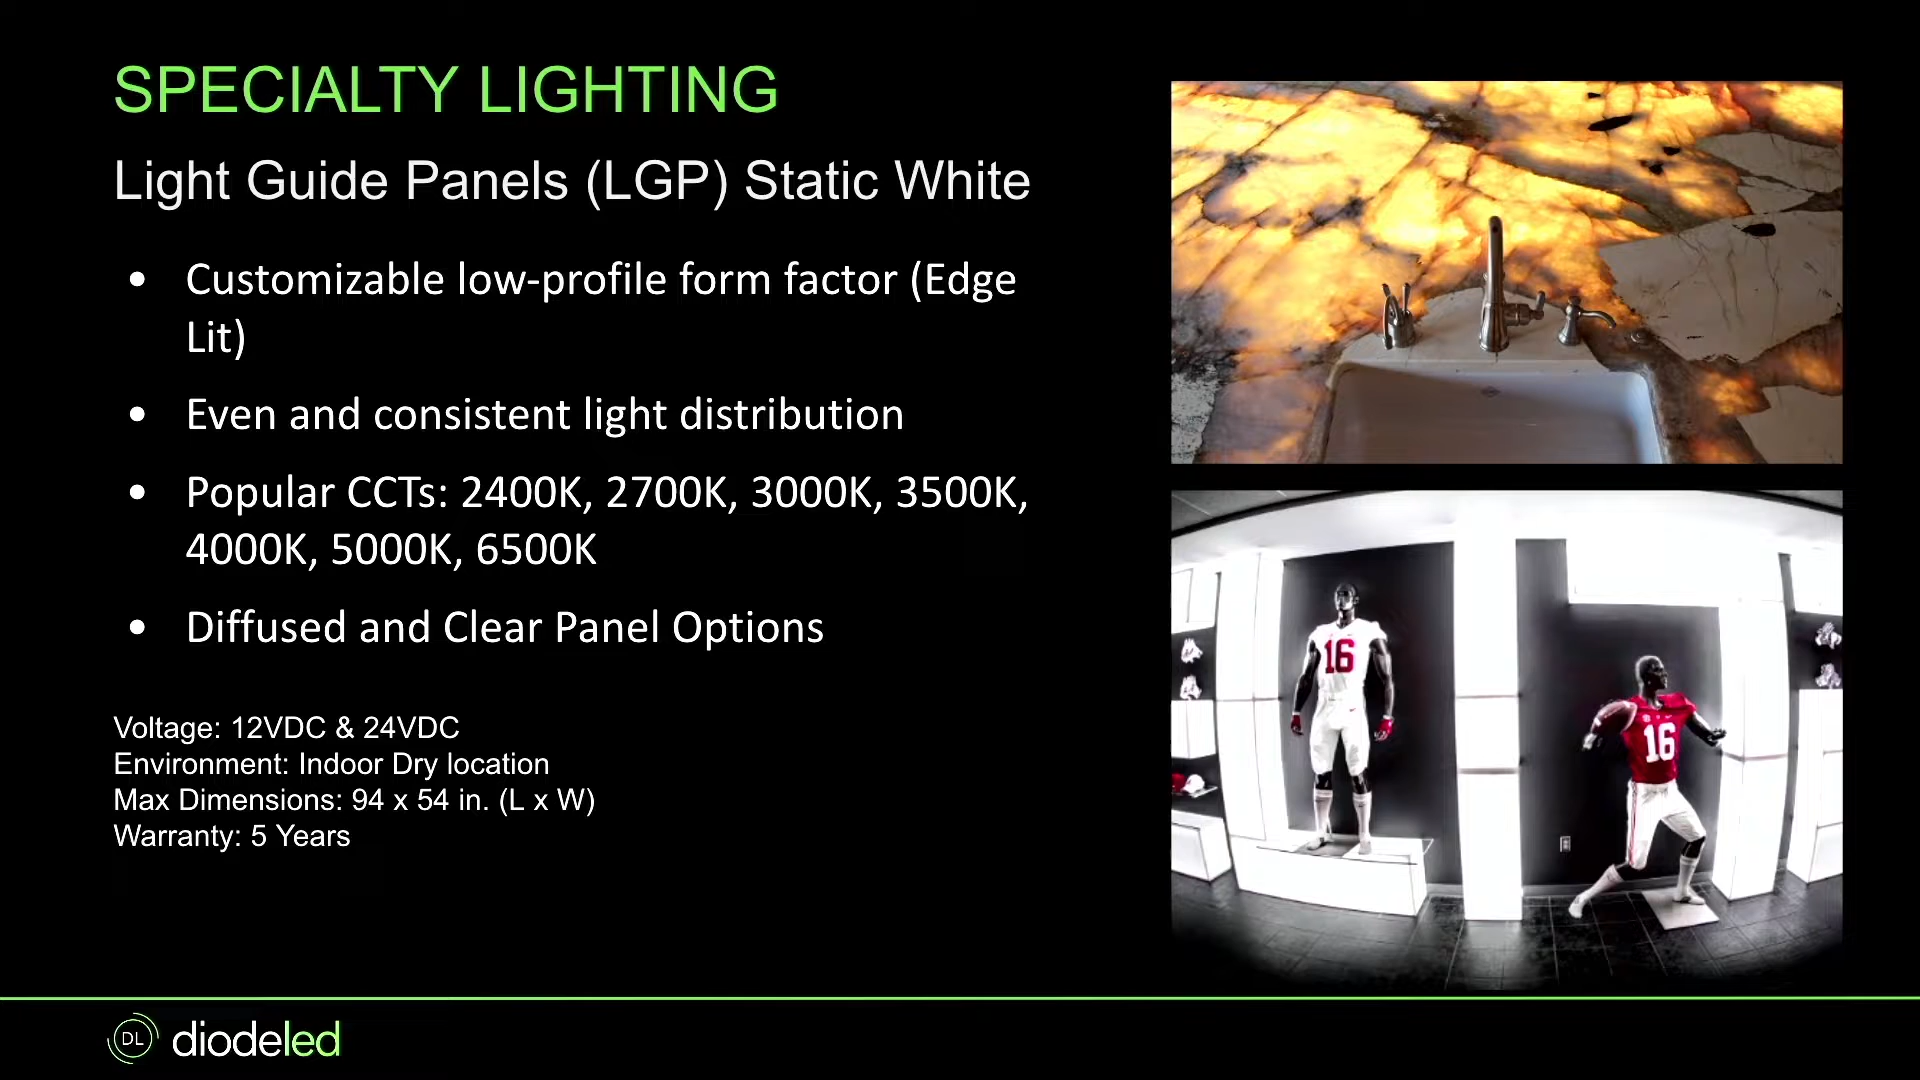 SPECIALTY LIGHTING
Light Guide Panels (LGP) Static White
• Customizable low-profile form factor (Edge
Lit)
• Even and consistent light distribution
• Popular CCTs: 2400K, 2700K, 3000K, 3500K,
4000K, 5000K, 6500K
• Diffused and Clear Panel Options
Voltage: 12VDC & 24VDC
Environment: Indoor Dry location
Max Dimensions: 94 x 54 in. (L x W)
Warranty: 5 Years
16
16
DL diodeled